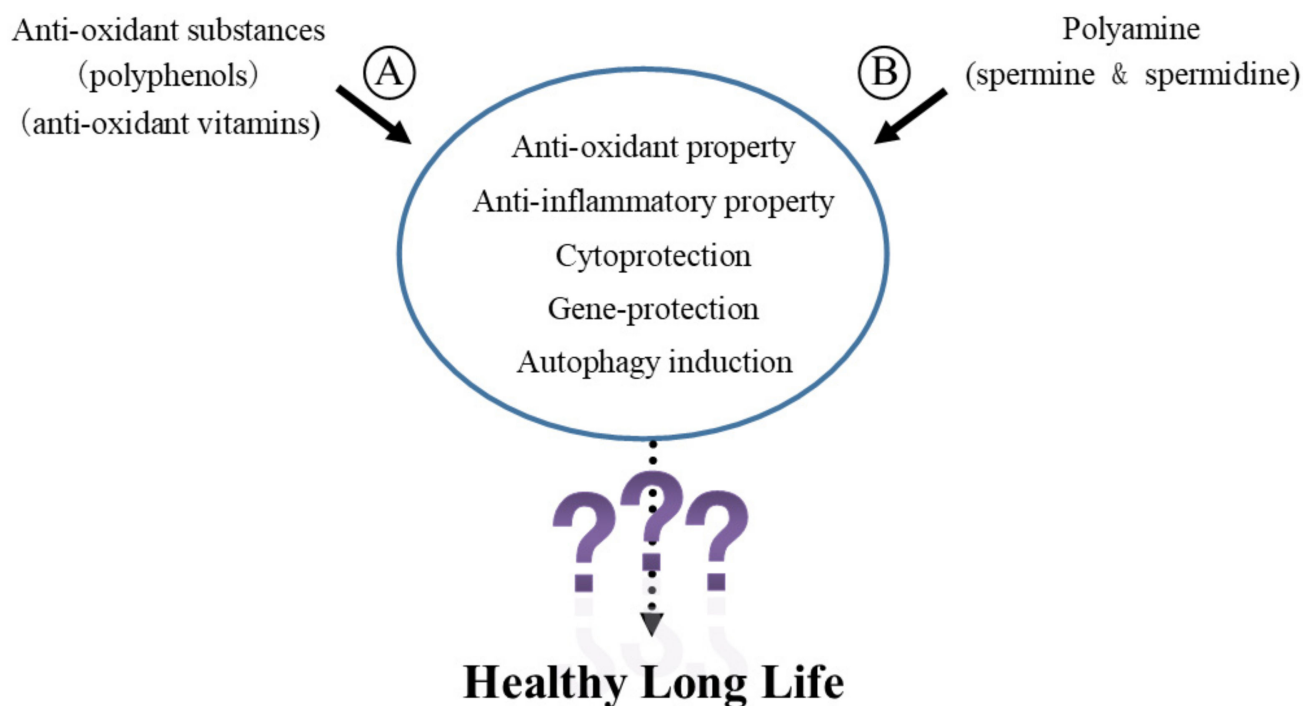 Anti-oxidant substances
（polyphenols）
（anti-oxidant vitamins)
A
B
Polyamine
(spermine & spermidine)
Anti-oxidant property
Anti-inflammatory property
Cytoprotection
Gene-protection
Autophagy induction
???
Healthy Long Life